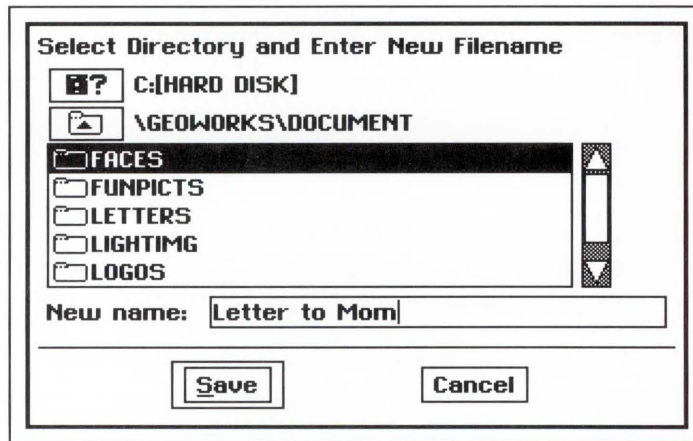 Select Directory and Enter New Filename
? C:[HARD DISK]
\GEOWORKS\DOCUMENT
FACES
FUNPICTS
LETTERS
LIGHTIMG
LOGOS
New name: Letter to Mom
Save Cancel